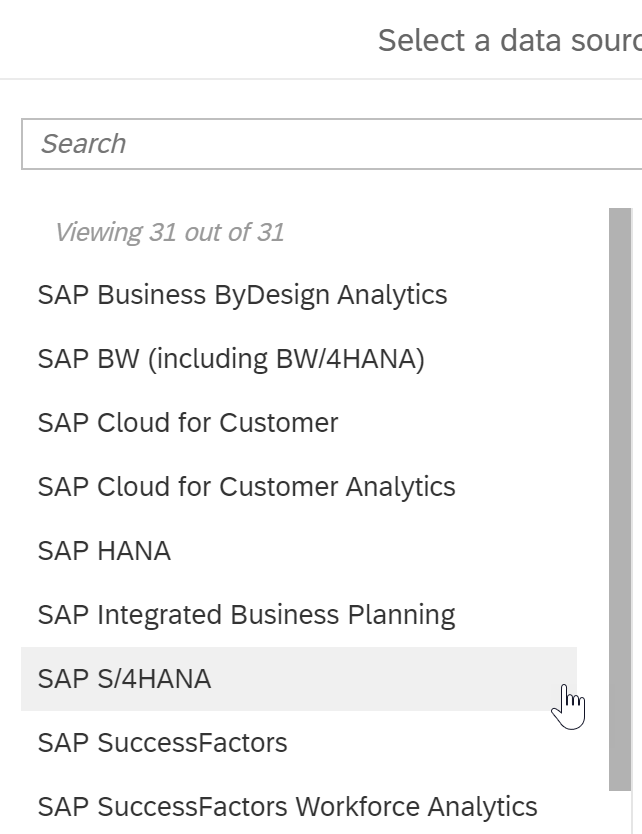 Select a data sourc
Search
Viewing 31 out of 31
SAP Business ByDesign Analytics
SAP BW (including BW/4HANA)
SAP Cloud for Customer
SAP Cloud for Customer Analytics
SAP HANA
SAP Integrated Business Planning
SAP S/4HANA
SAP SuccessFactors
SAP SuccessFactors Workforce Analytics